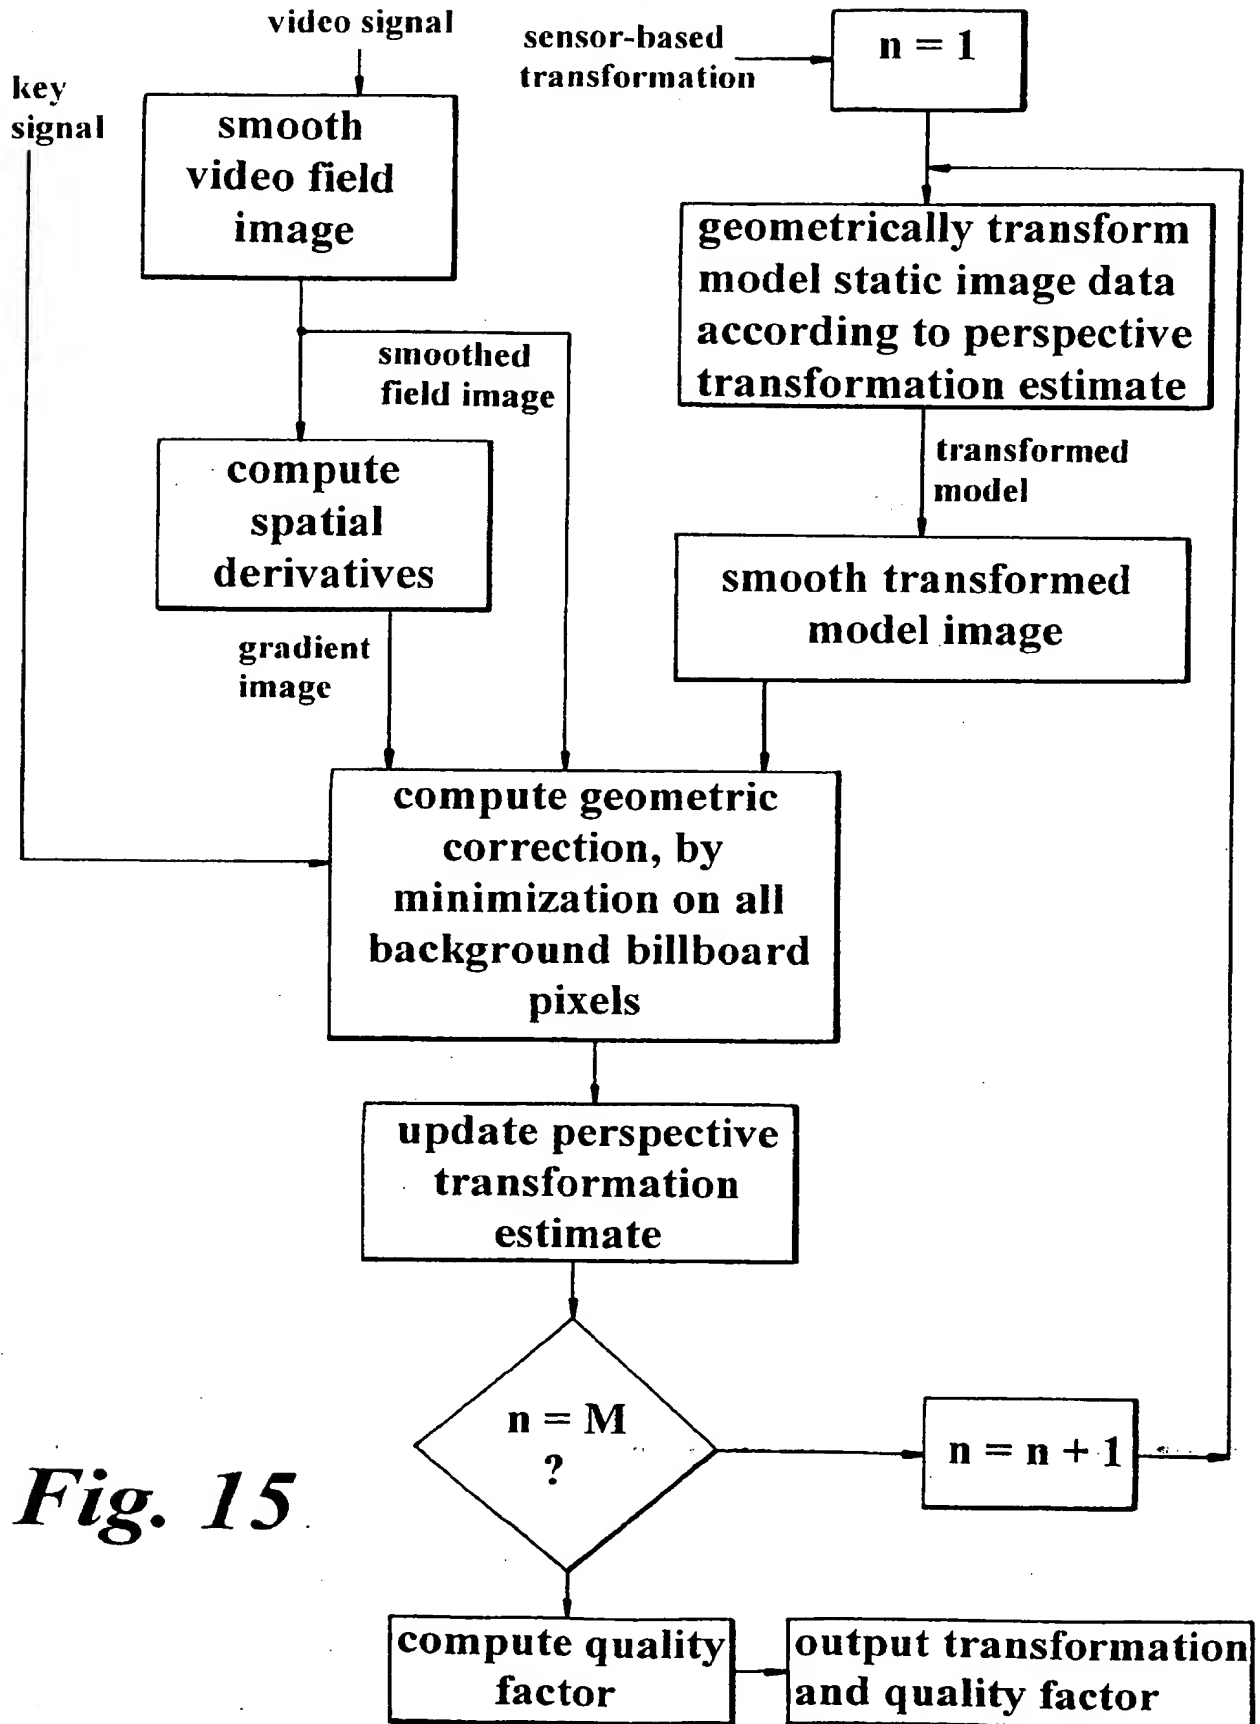 video signal
sensor-based
transformation
n = 1
key
signal
smooth
video field
image
geometrically transform
model static image data
according to perspective
transformation estimate
smoothed
field image
transformed
model
compute
spatial
derivatives
smooth transformed
model image
gradient
image
compute geometric
correction, by
minimization on all
background billboard
pixels
update perspective
transformation
estimate
n = M
?
n = n + 1
Fig. 15
compute quality
factor
output transformation
and quality factor